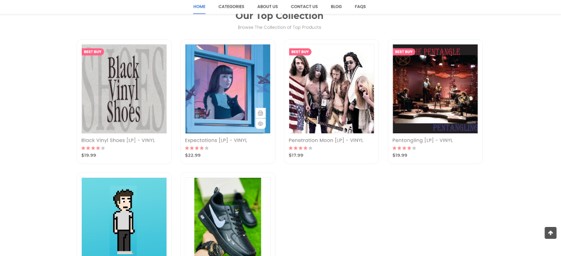 HOME CATEGORIES ABOUT US CONTACT US BLOG FAQS
Our Top Collection
Browse The Collection of Top Products
BEST BUY
SHOES
Black
Vinyl
Shoes
Black Vinyl Shoes [LP] - VINYL
$19.99
Expectations [LP] - VINYL
$22.99
BEST BUY
Penetration Moon [LP] - VINYL
$17.99
BEST BUY
PENTANGLE
PENTANGLING
Pentangling [LP] - VINYL
$19.99